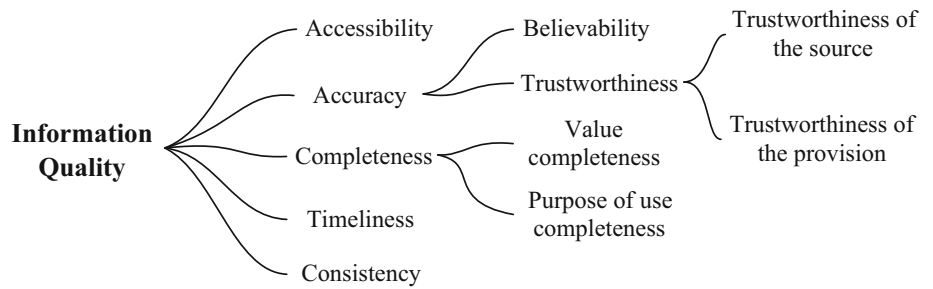 Information
Quality
Accessibility
Accuracy
Believability
Trustworthiness
Trustworthiness of
the source
Trustworthiness of
the provision
Completeness
Value
completeness
Purpose of use
completeness
Timeliness
Consistency